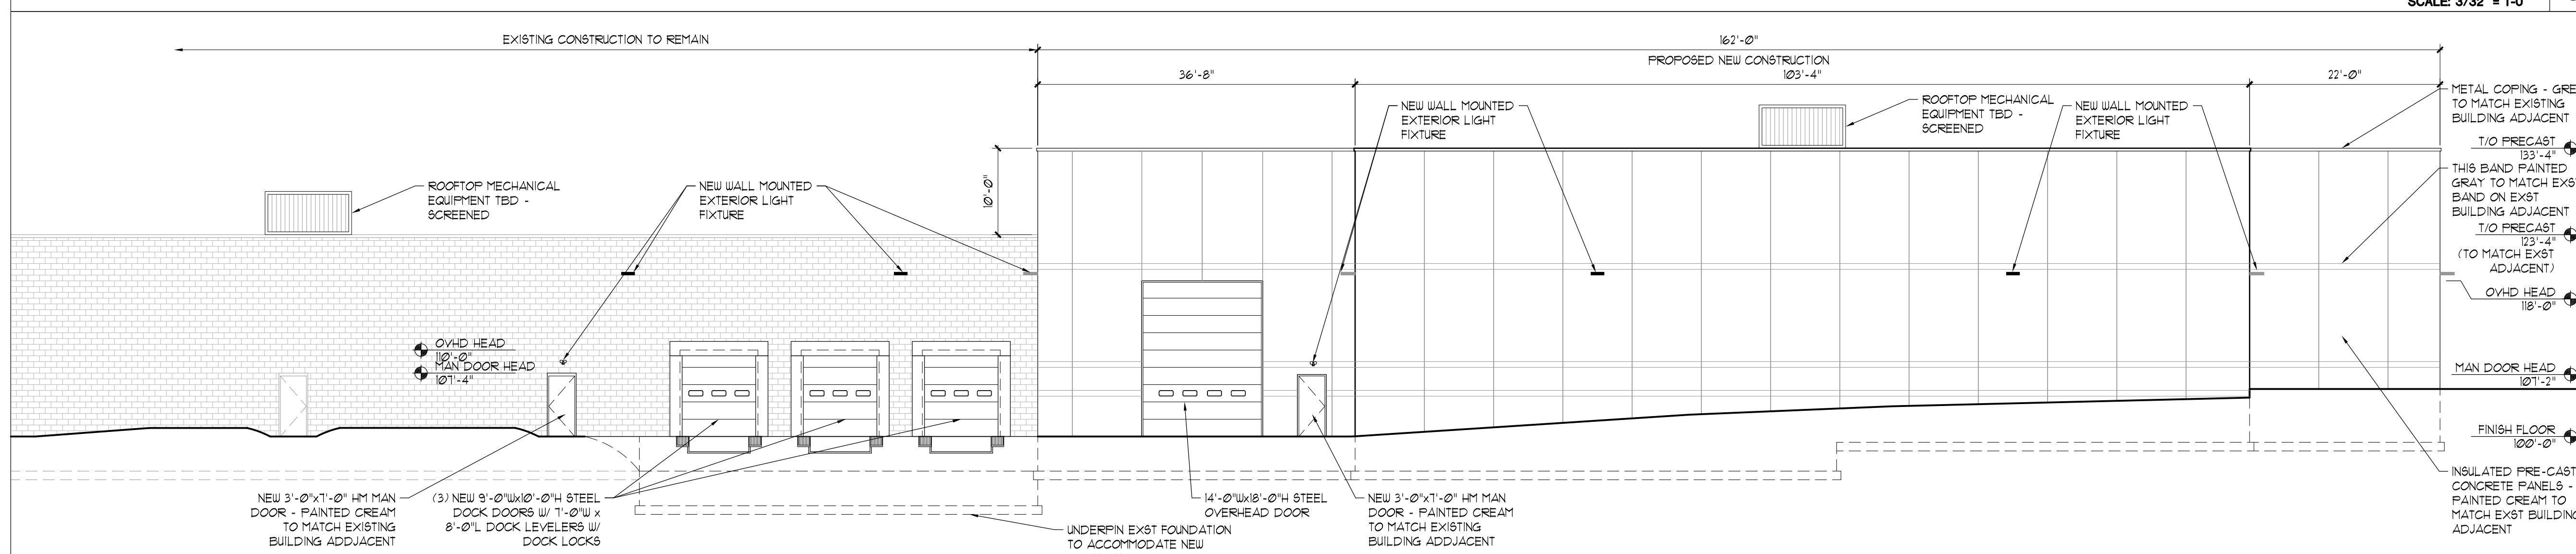 SCALE: 3/32" = 1'-0"
EXISTING CONSTRUCTION TO REMAIN
162'-0"
PROPOSED NEW CONSTRUCTION
36'-8"
103'-4"
22'-0"
METAL COPING - GRE
TO MATCH EXISTING
BUILDING ADJACENT
NEW WALL MOUNTED
EXTERIOR LIGHT
FIXTURE
ROOFTOP MECHANICAL
EQUIPMENT TBD -
SCREENED
NEW WALL MOUNTED
EXTERIOR LIGHT
FIXTURE
T/O PRECAST
133'-4"
THIS BAND PAINTED
GRAY TO MATCH EXS
BAND ON EXST
BUILDING ADJACENT
10'-0"
ROOFTOP MECHANICAL
EQUIPMENT TBD -
SCREENED
NEW WALL MOUNTED
EXTERIOR LIGHT
FIXTURE
T/O PRECAST
123'-4"
(TO MATCH EXST
ADJACENT)
OVHD HEAD
118'-0"
OVHD HEAD
110'-0"
MAN DOOR HEAD
107'-4"
MAN DOOR HEAD
107'-2"
FINISH FLOOR
100'-0"
NEW 3'-0"x7'-0" HM MAN
DOOR - PAINTED CREAM
TO MATCH EXISTING
BUILDING ADDJACENT
(3) NEW 9'-0"Wx10'-0"H STEEL
DOCK DOORS W/ 7'-0"W x
8'-0"L DOCK LEVELERS W/
DOCK LOCKS
UNDERPIN EXST FOUNDATION
TO ACCOMMODATE NEW
14'-0"Wx18'-0"H STEEL
OVERHEAD DOOR
NEW 3'-0"x7'-0" HM MAN
DOOR - PAINTED CREAM
TO MATCH EXISTING
BUILDING ADDJACENT
INSULATED PRE-CAST
CONCRETE PANELS -
PAINTED CREAM TO
MATCH EXST BUILDING
ADJACENT